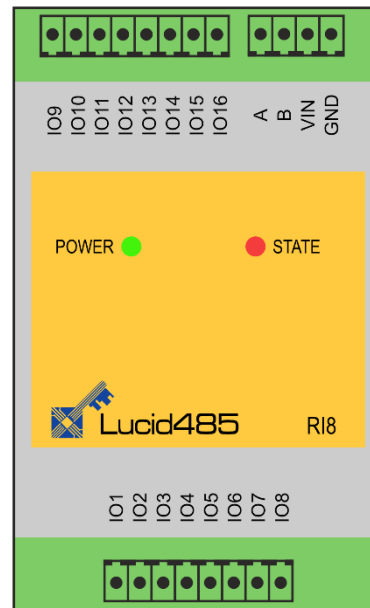 IO9 IO10 IO11 IO12 IO13 IO14 IO15 IO16 A B VIN GND
POWER STATE
Lucid485 RI8
IO1 IO2 IO3 IO4 IO5 IO6 IO7 IO8